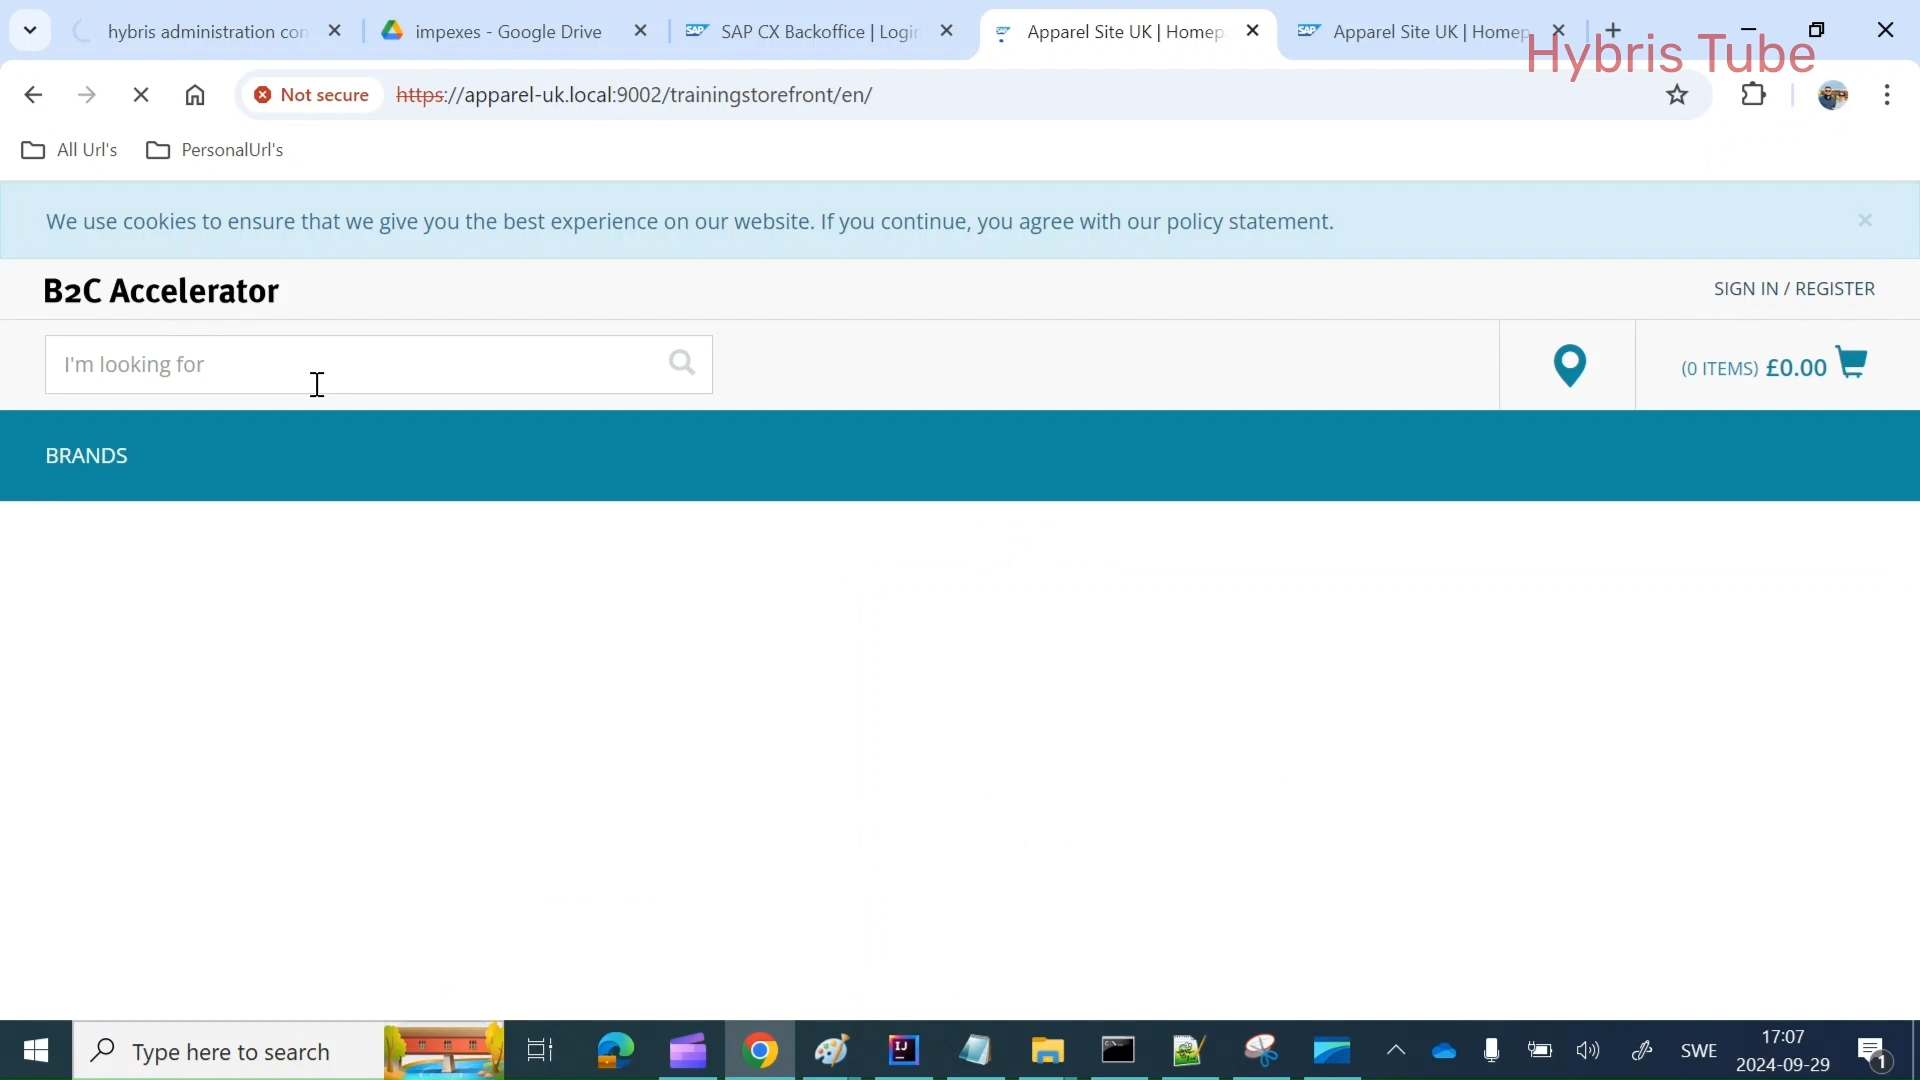 hybris administration con
impexes - Google Drive
SAP CX Backoffice | Login
Apparel Site UK | Homep
SAP Apparel Site UK | Homep
Hybris Tube
Not secure
https://apparel-uk.local:9002/trainingstorefront/en/
All Url's
PersonalUrl's
We use cookies to ensure that we give you the best experience on our website. If you continue, you agree with our policy statement.
B2C Accelerator
SIGN IN / REGISTER
I'm looking for
(0 ITEMS) £0.00
BRANDS
Type here to search
SWE
17:07
2024-09-29
1